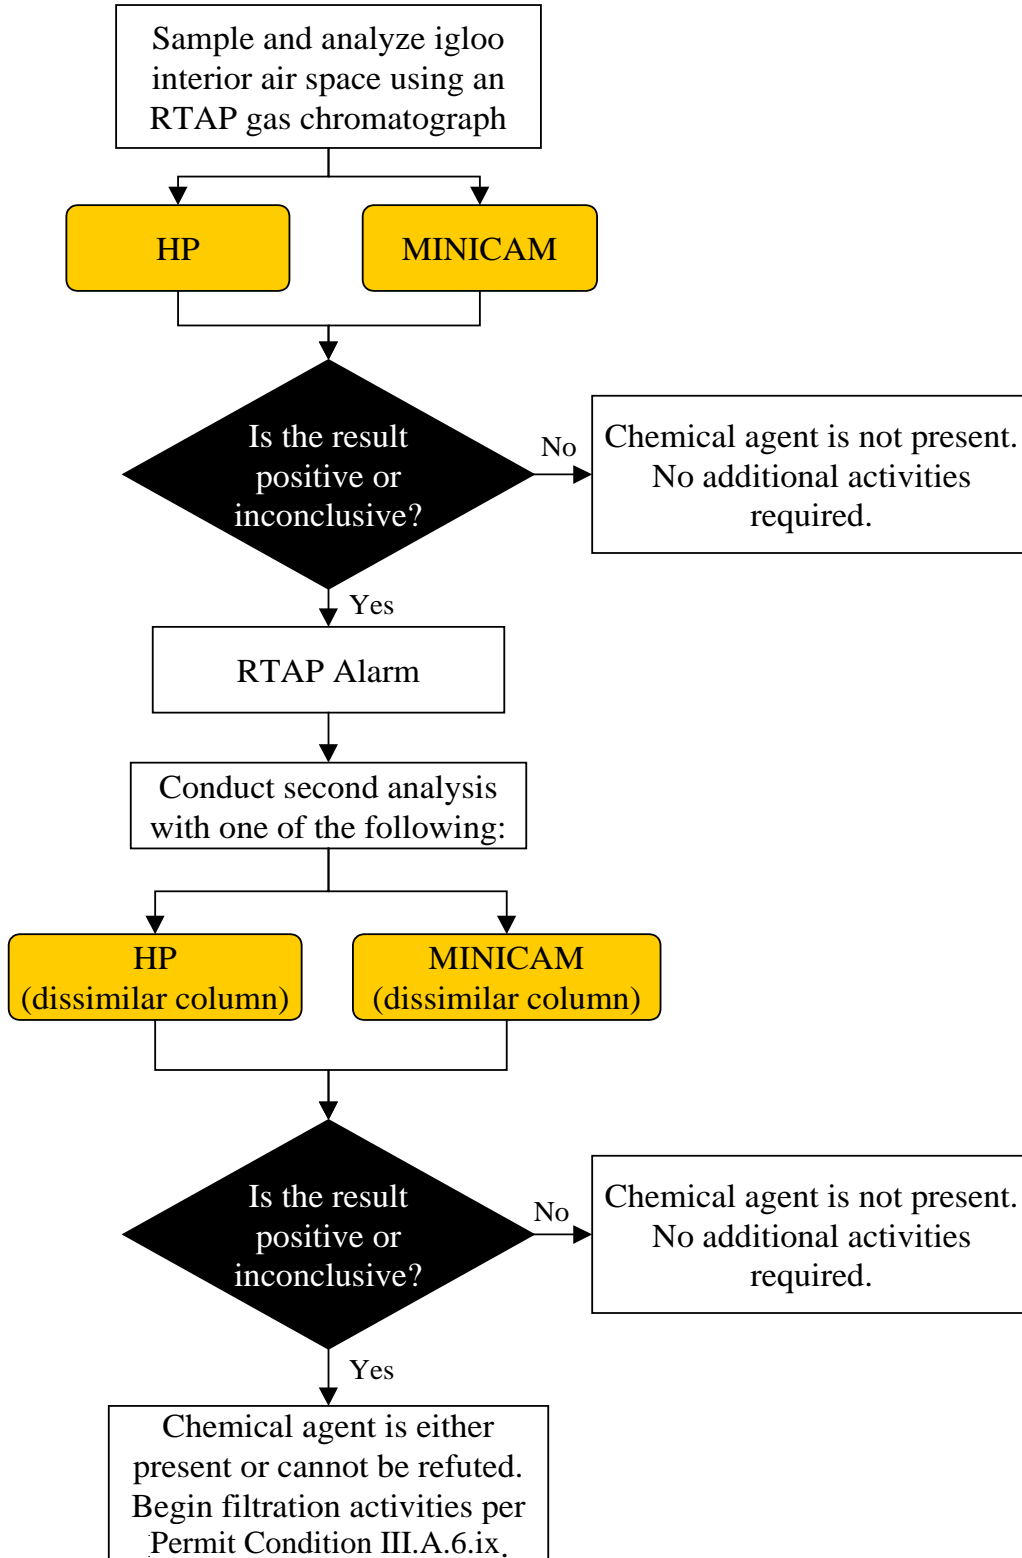 Sample and analyze igloo
interior air space using an
RTAP gas chromatograph
HP
MINICAM
Is the result
positive or
inconclusive?
No
Chemical agent is not present.
No additional activities
required.
Yes
RTAP Alarm
Conduct second analysis
with one of the following:
HP
(dissimilar column)
MINICAM
(dissimilar column)
Is the result
positive or
inconclusive?
No
Chemical agent is not present.
No additional activities
required.
Yes
Chemical agent is either
present or cannot be refuted.
Begin filtration activities per
Permit Condition III.A.6.ix.